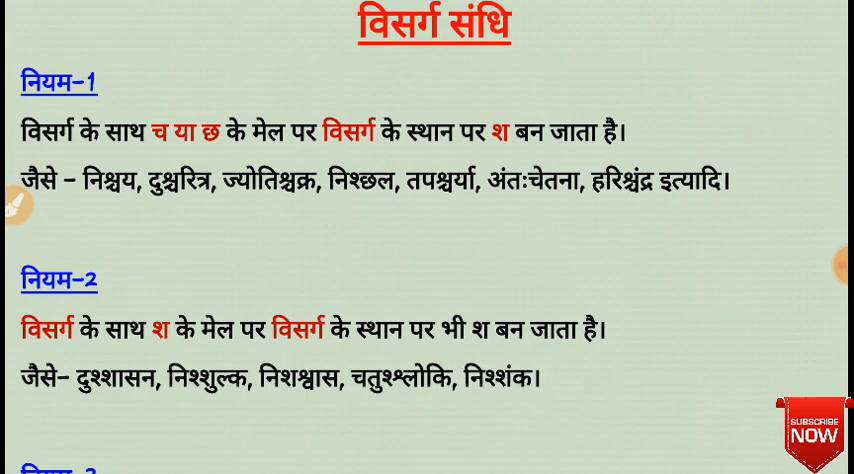 विसर्ग संधि
नियम-1
विसर्ग के साथ च या छ के मेल पर विसर्ग के स्थान पर श बन जाता है।
जैसे - निश्चय, दुश्चरित्र, ज्योतिश्चक्र, निश्छल, तपश्चर्या, अंतःचेतना, हरिश्चंद्र इत्यादि।
नियम-2
विसर्ग के साथ श के मेल पर विसर्ग के स्थान पर भी श बन जाता है।
जैसे- दुश्शासन, निश्शुल्क, निशश्वास, चतुश्श्लोकि, निश्शंक।
SUBSCRIBE
NOW